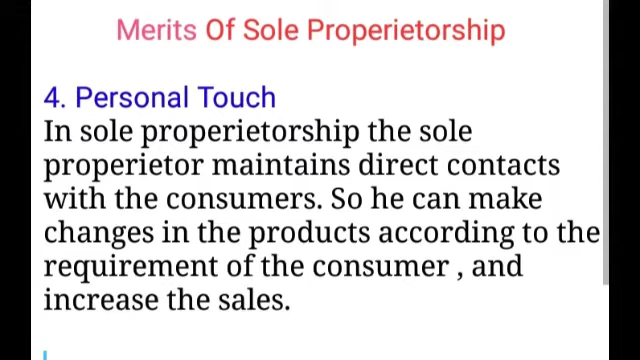 Merits Of Sole Properietorship
4. Personal Touch
In sole properietorship the sole
properietor maintains direct contacts
with the consumers. So he can make
changes in the products according to the
requirement of the consumer , and
increase the sales.